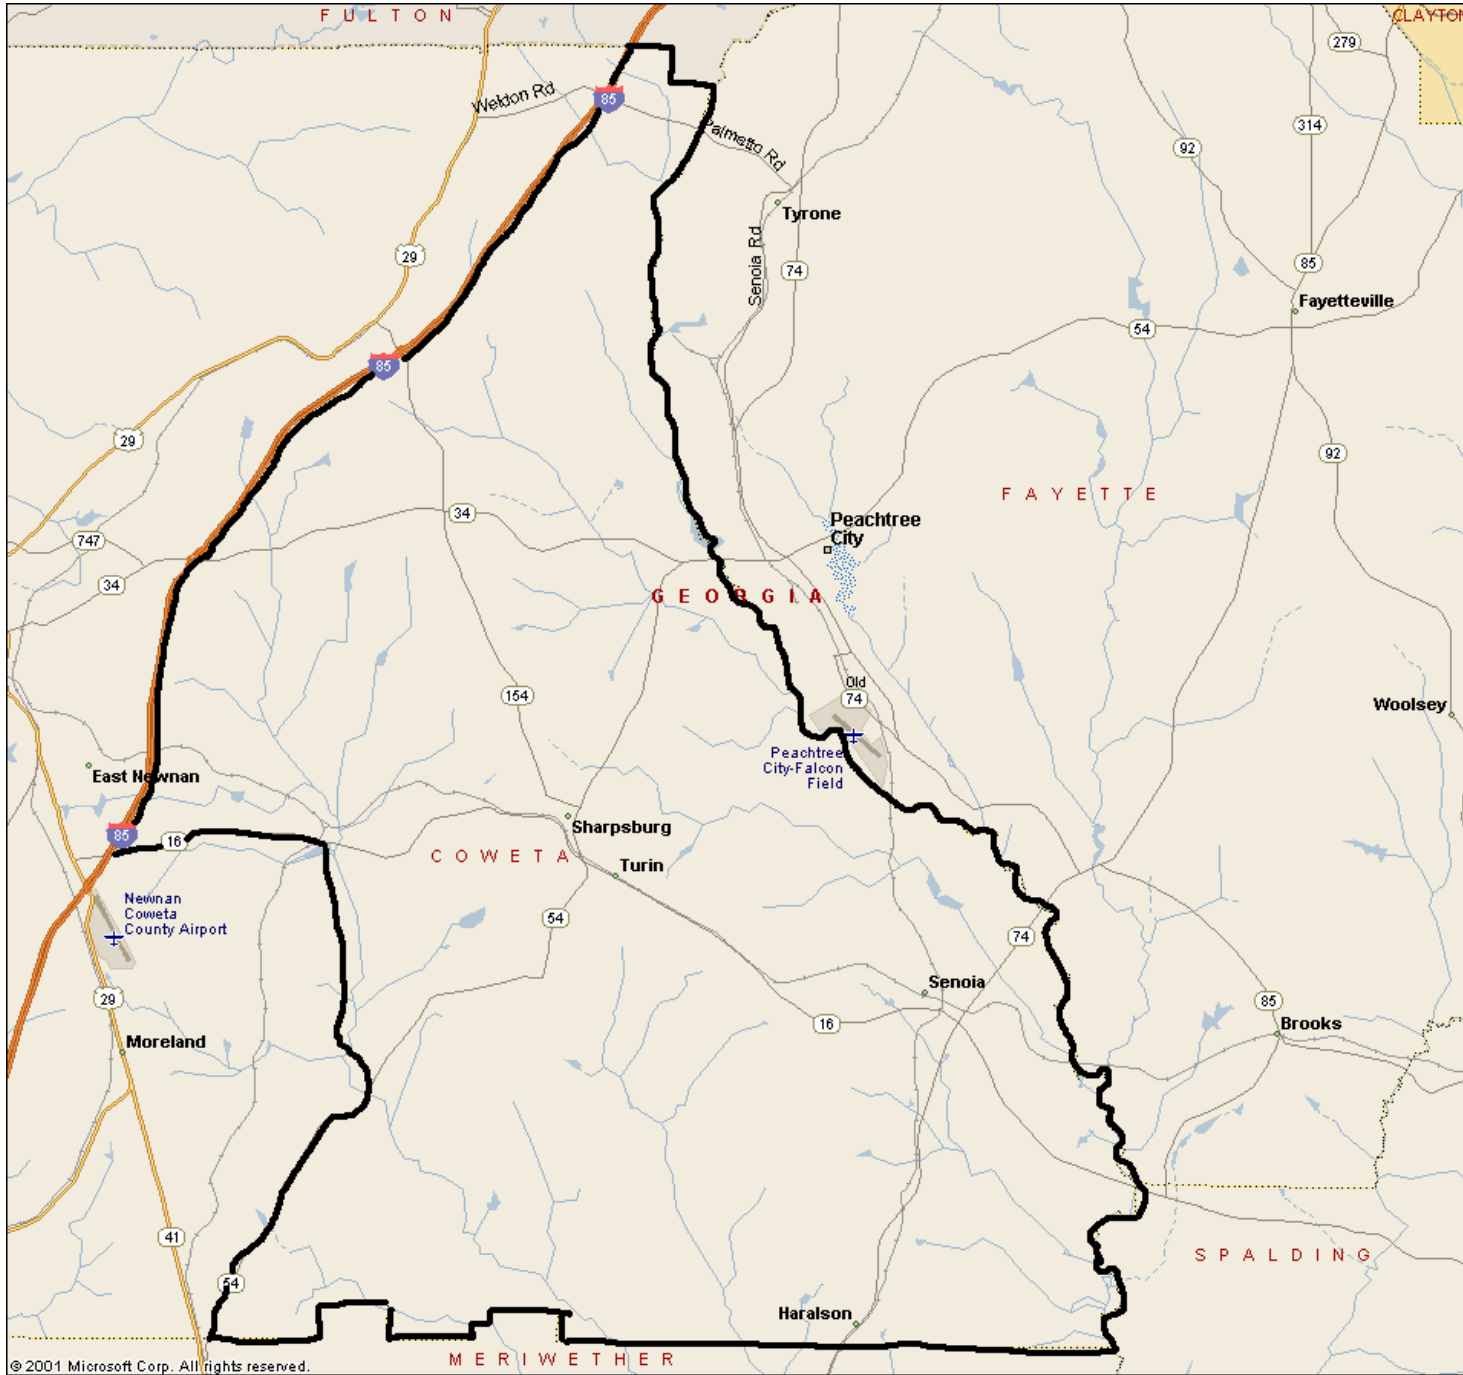 FULTON
CLAYTON
279
85
Weldon Rd
314
Palmetto Rd
92
Tyrone
29
Senoia Rd
74
85
Fayetteville
54
85
29
92
FAYETTE
34
Peachtree
City
747
34
GEORGIA
Old
74
154
Woolsey
Peachtree
City-Falcon
Field
East Newnan
85
16
Sharpsburg
COWETA
Turin
Newnan
Coweta
County Airport
54
74
Senoia
29
85
16
Brooks
Moreland
41
SPALDING
54
Haralson
MERIWETHER
© 2001 Microsoft Corp. All rights reserved.